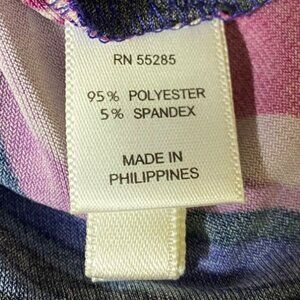 RN 55285
95% POLYESTER
5% SPANDEX
MADE IN
PHILIPPINES